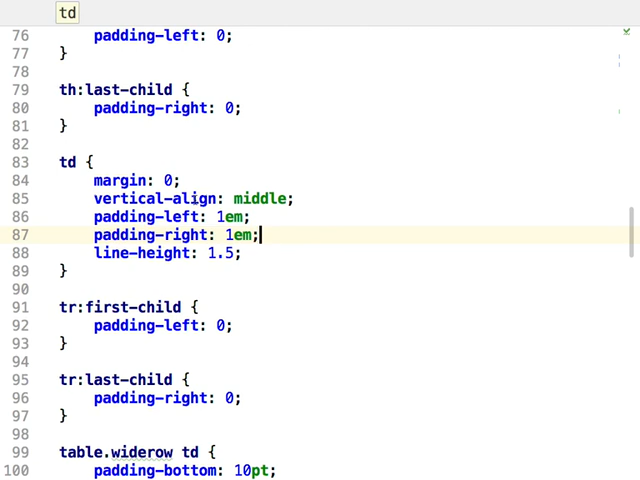 td
76 padding-left: 0;
77 }
78
79 th:last-child {
80 padding-right: 0;
81 }
82
83 td {
84 margin: 0;
85 vertical-align: middle;
86 padding-left: 1em;
87 padding-right: 1em;
88 line-height: 1.5;
89 }
90
91 tr:first-child {
92 padding-left: 0;
93 }
94
95 tr:last-child {
96 padding-right: 0;
97 }
98
99 table.widerow td {
100 padding-bottom: 10pt;